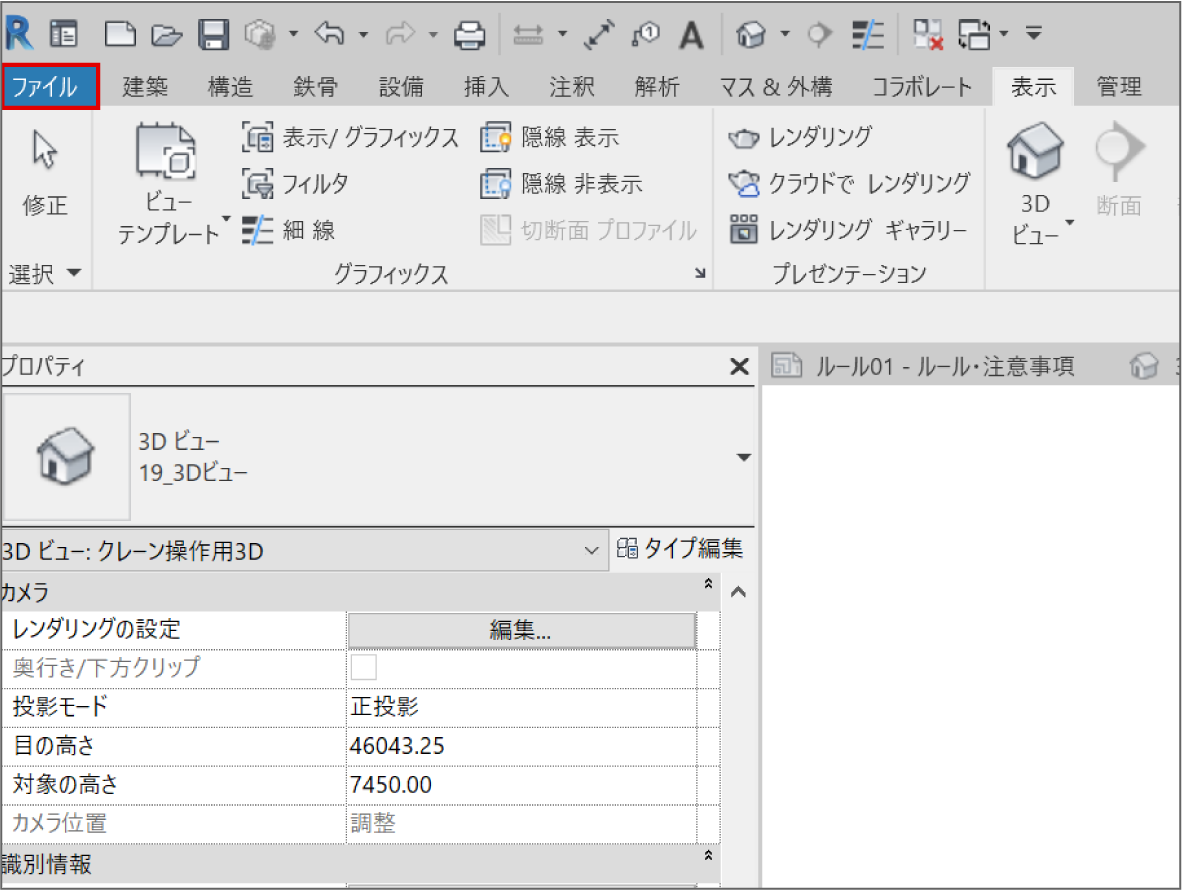 R
1
A
ファイル 建築 構造 鉄骨 設備 挿入 注釈 解析 マス & 外構 コラボレート 表示 管理
修正
選択
ビュー
テンプレート
表示/ グラフィックス
フィルタ
細 線
隠線 表示
隠線 非表示
切断面 プロファイル
グラフィックス
レンダリング
クラウドで レンダリング
レンダリング ギャラリー
プレゼンテーション
3D
ビュー
断面
プロパティ
ルール01 - ルール・注意事項
3D ビュー
19_3Dビュー
3D ビュー: クレーン操作用3D タイプ編集
カメラ
レンダリングの設定 編集...
奥行き/下方クリップ
投影モード 正投影
目の高さ 46043.25
対象の高さ 7450.00
カメラ位置 調整
識別情報